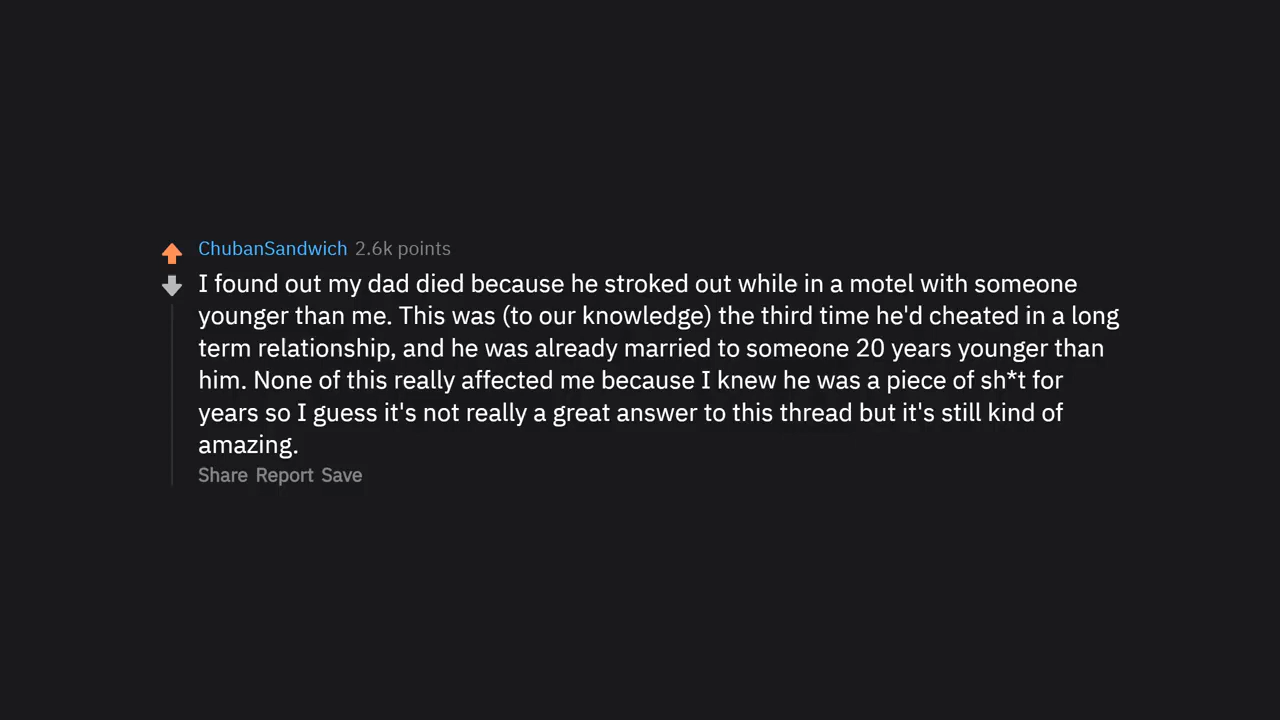 ChubanSandwich 2.6k points
I found out my dad died because he stroked out while in a motel with someone
younger than me. This was (to our knowledge) the third time he'd cheated in a long
term relationship, and he was already married to someone 20 years younger than
him. None of this really affected me because I knew he was a piece of sh*t for
years so I guess it's not really a great answer to this thread but it's still kind of
amazing.
Share Report Save